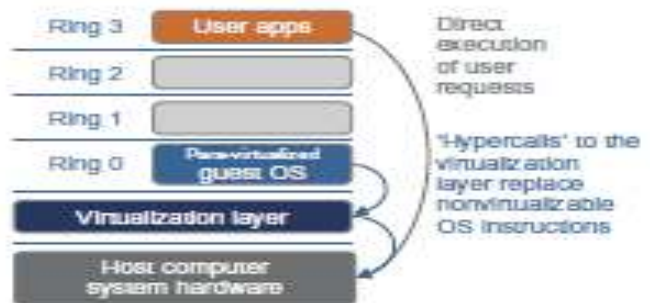 Ring 3
User apps
Direct
execution
of user
requests
Ring 2
Ring 1
Ring 0
Para-virtualized
guest OS
"Hypercalls" to the
virtualization
layer replace
nonvirtualizable
OS instructions
Virtualization layer
Host computer
system hardware